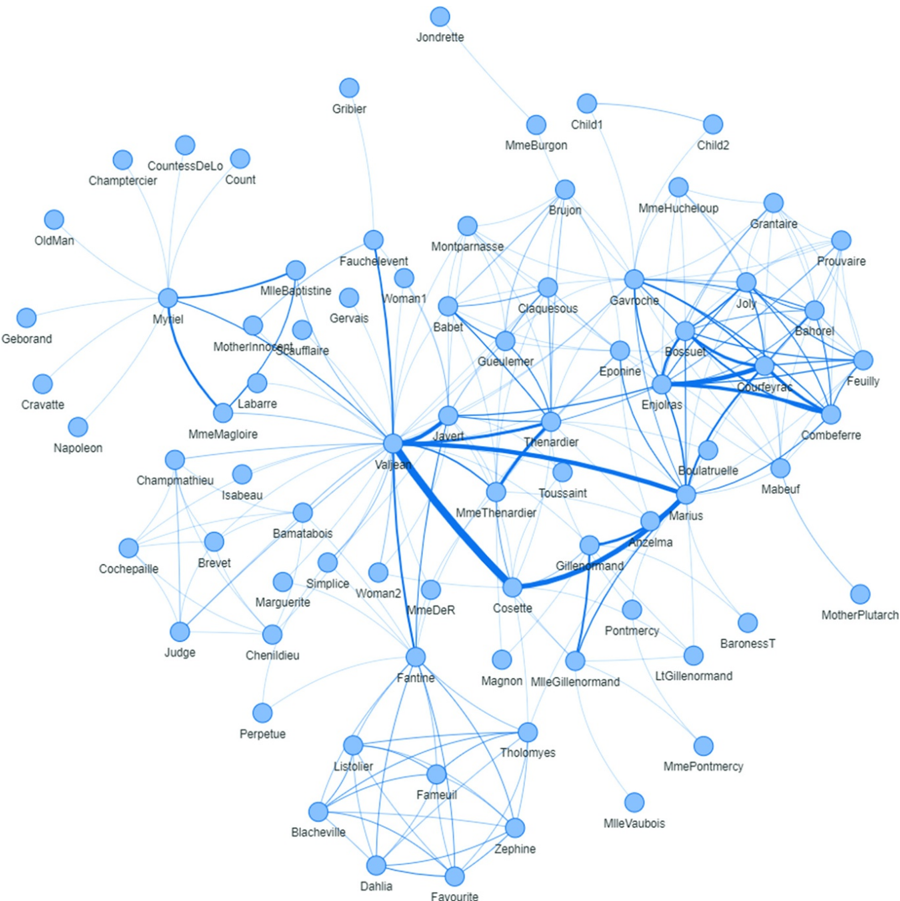 Jondrette
Gribier
Child1
MmeBurgon
Child2
CountessDeLo
Champtercier
Count
Brujon
MmeHucheloup
Grantaire
OldMan
Montparnasse
Fauchelevent
Prouvaire
MlleBaptistine
Woman1
Claquesous
Gavroche
Joly
Myriel
Gervais
Babet
Bahorel
Geborand
MotherInnocent
Scaufflaire
Gueulemer
Bossuet
Eponine
Courfeyrac
Feuilly
Cravatte
Labarre
Enjolras
Napoleon
MmeMagloire
Javert
Thenardier
Combeferre
Valjean
Boulatruelle
Champmathieu
Isabeau
Toussaint
Mabeuf
MmeThenardier
Marius
Bamatabois
Anzelma
Cochepaille
Brevet
Gillenormand
Simplice
Woman2
Marguerite
MmeDeR
Cosette
MotherPlutarch
Pontmercy
BaronessT
Judge
Chenildieu
Fantine
Magnon
MlleGillenormand
LtGillenormand
Perpetue
Tholomyes
Listolier
MmePontmercy
Fameuil
Blacheville
MlleVaubois
Zephine
Dahlia
Favourite